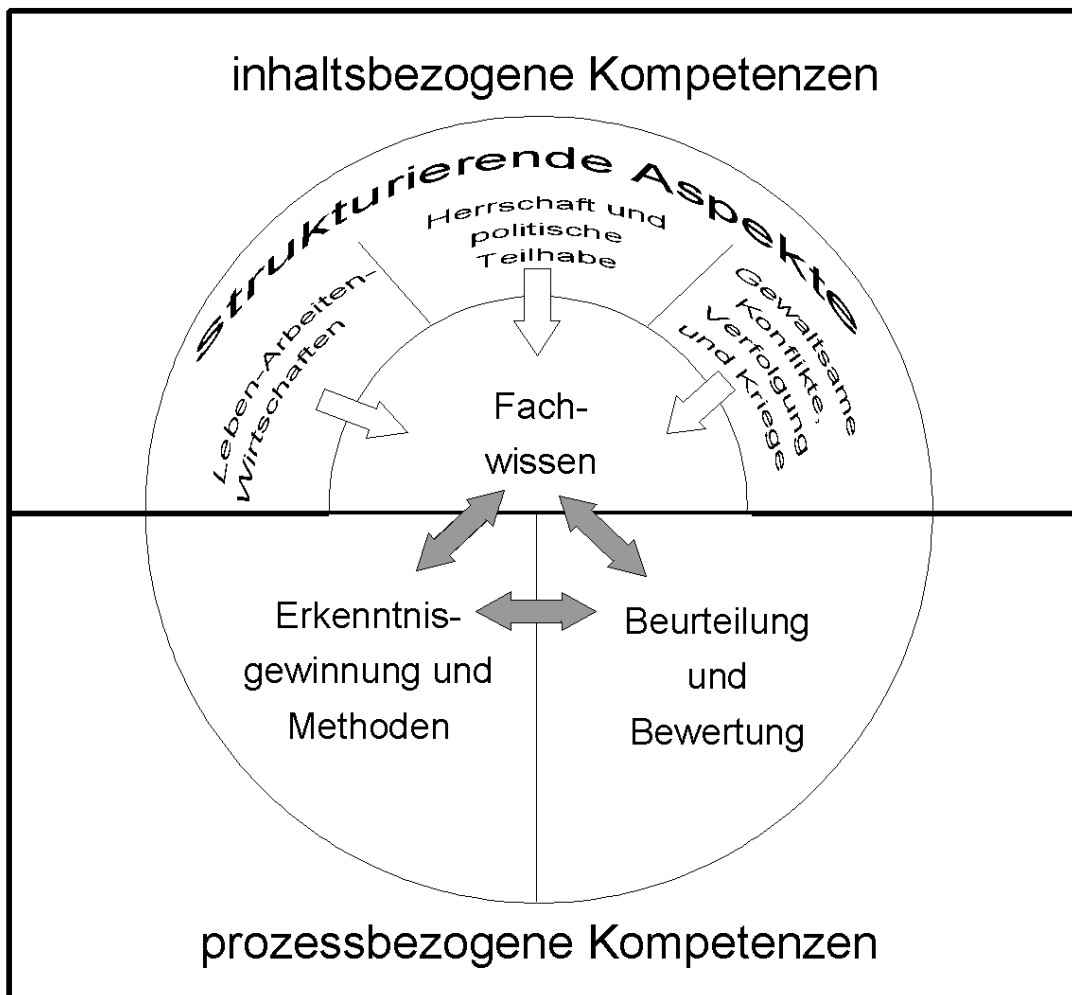 inhaltsbezogene Kompetenzen
Strukturierende Aspekte
Leben-Arbeiten-
Wirtschaften
Herrschaft und
politische
Teilhabe
Gewaltsame
Konflikte,
Verfolgung
und Kriege
Fach-
wissen
Erkenntnis-
gewinnung und
Methoden
Beurteilung
und
Bewertung
prozessbezogene Kompetenzen